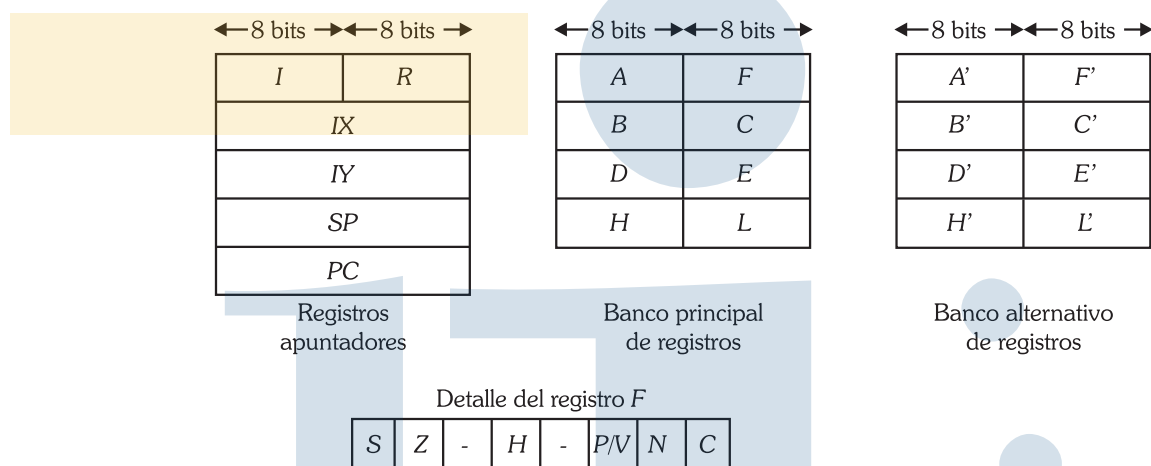 8 bits 8 bits 8 bits 8 bits 8 bits 8 bits
I R A F A’ F’
IX B C B’ C’
IY D E D’ E’
SP H L H’ L’
PC
Registros apuntadores
Banco principal de registros
Banco alternativo de registros
Detalle del registro F
S Z - H - P/V N C